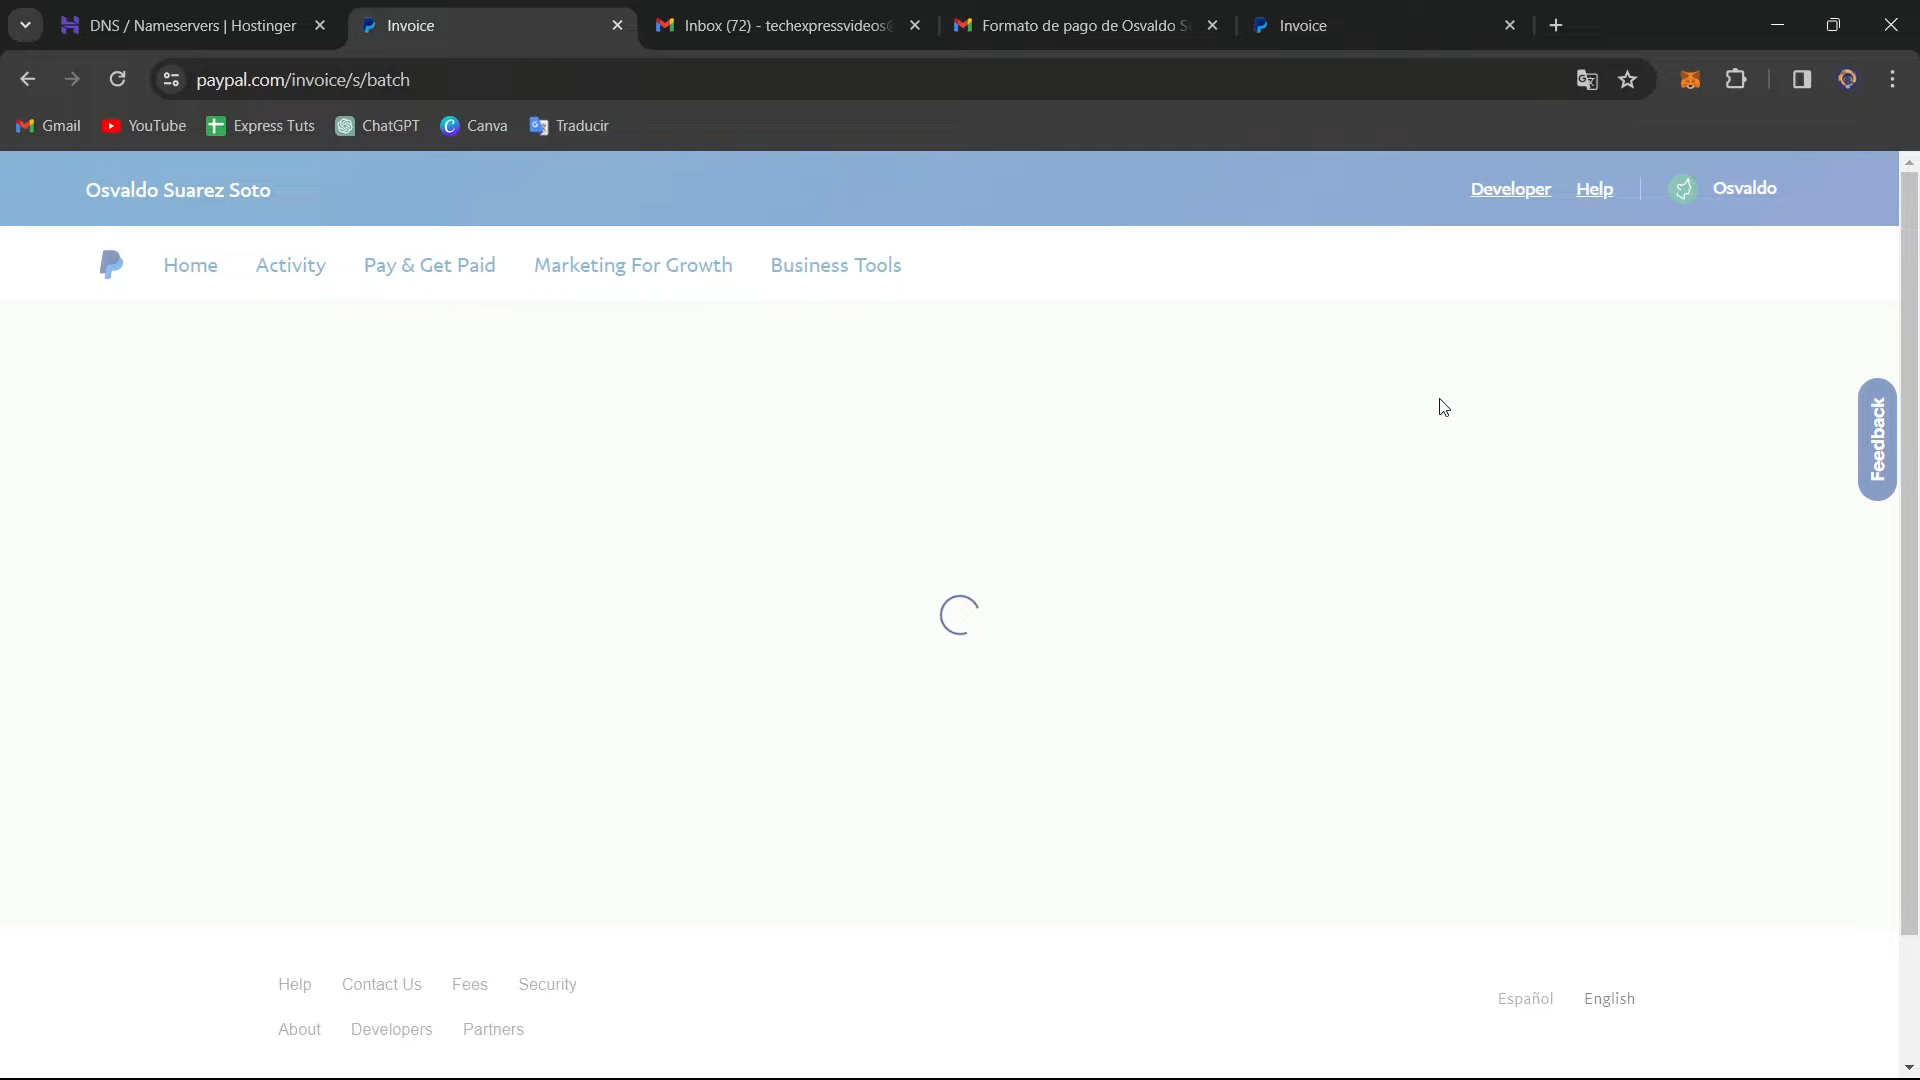 DNS / Nameservers | Hostinger
Invoice
Inbox (72) - techexpressvideos
Formato de pago de Osvaldo S
Invoice
paypal.com/invoice/s/batch
Gmail
YouTube
Express Tuts
ChatGPT
Canva
Traducir
Osvaldo Suarez Soto
Developer
Help
Osvaldo
Home
Activity
Pay & Get Paid
Marketing For Growth
Business Tools
Feedback
Help
Contact Us
Fees
Security
Español
English
About
Developers
Partners